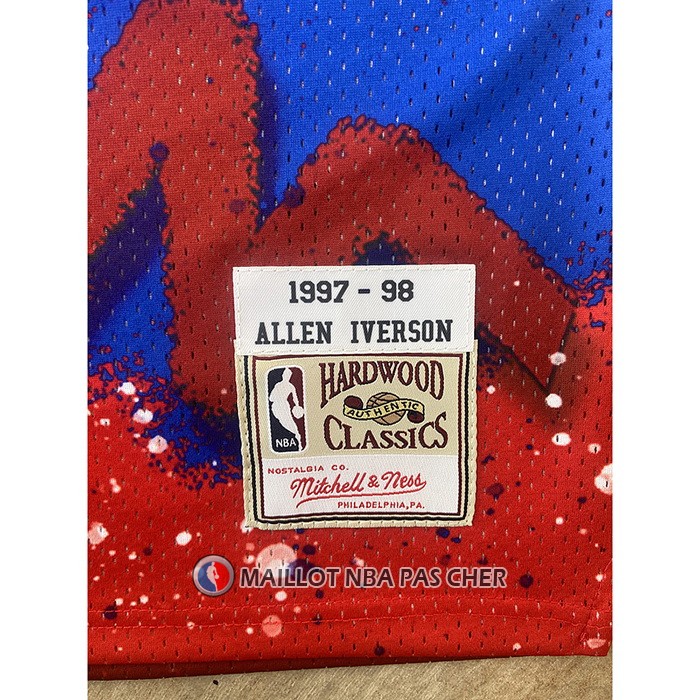 1997 - 98
ALLEN IVERSON
HARDWOOD
AUTHENTIC
CLASSICS
NBA
NOSTALGIA CO.
Mitchell & Ness
PHILADELPHIA, PA.
MAILLOT NBA PAS CHER